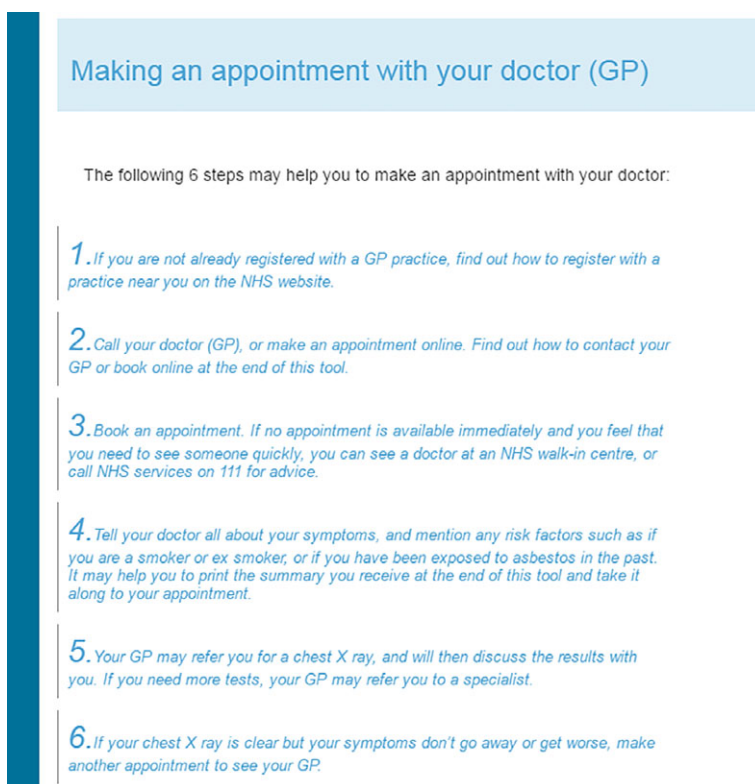 Making an appointment with your doctor (GP)
The following 6 steps may help you to make an appointment with your doctor:
1.If you are not already registered with a GP practice, find out how to register with a
practice near you on the NHS website.
2.Call your doctor (GP), or make an appointment online. Find out how to contact your
GP or book online at the end of this tool.
3.Book an appointment. If no appointment is available immediately and you feel that
you need to see someone quickly, you can see a doctor at an NHS walk-in centre, or
call NHS services on 111 for advice.
4.Tell your doctor all about your symptoms, and mention any risk factors such as if
you are a smoker or ex smoker, or if you have been exposed to asbestos in the past.
It may help you to print the summary you receive at the end of this tool and take it
along to your appointment.
5.Your GP may refer you for a chest X ray, and will then discuss the results with
you. If you need more tests, your GP may refer you to a specialist.
6.If your chest X ray is clear but your symptoms don't go away or get worse, make
another appointment to see your GP.